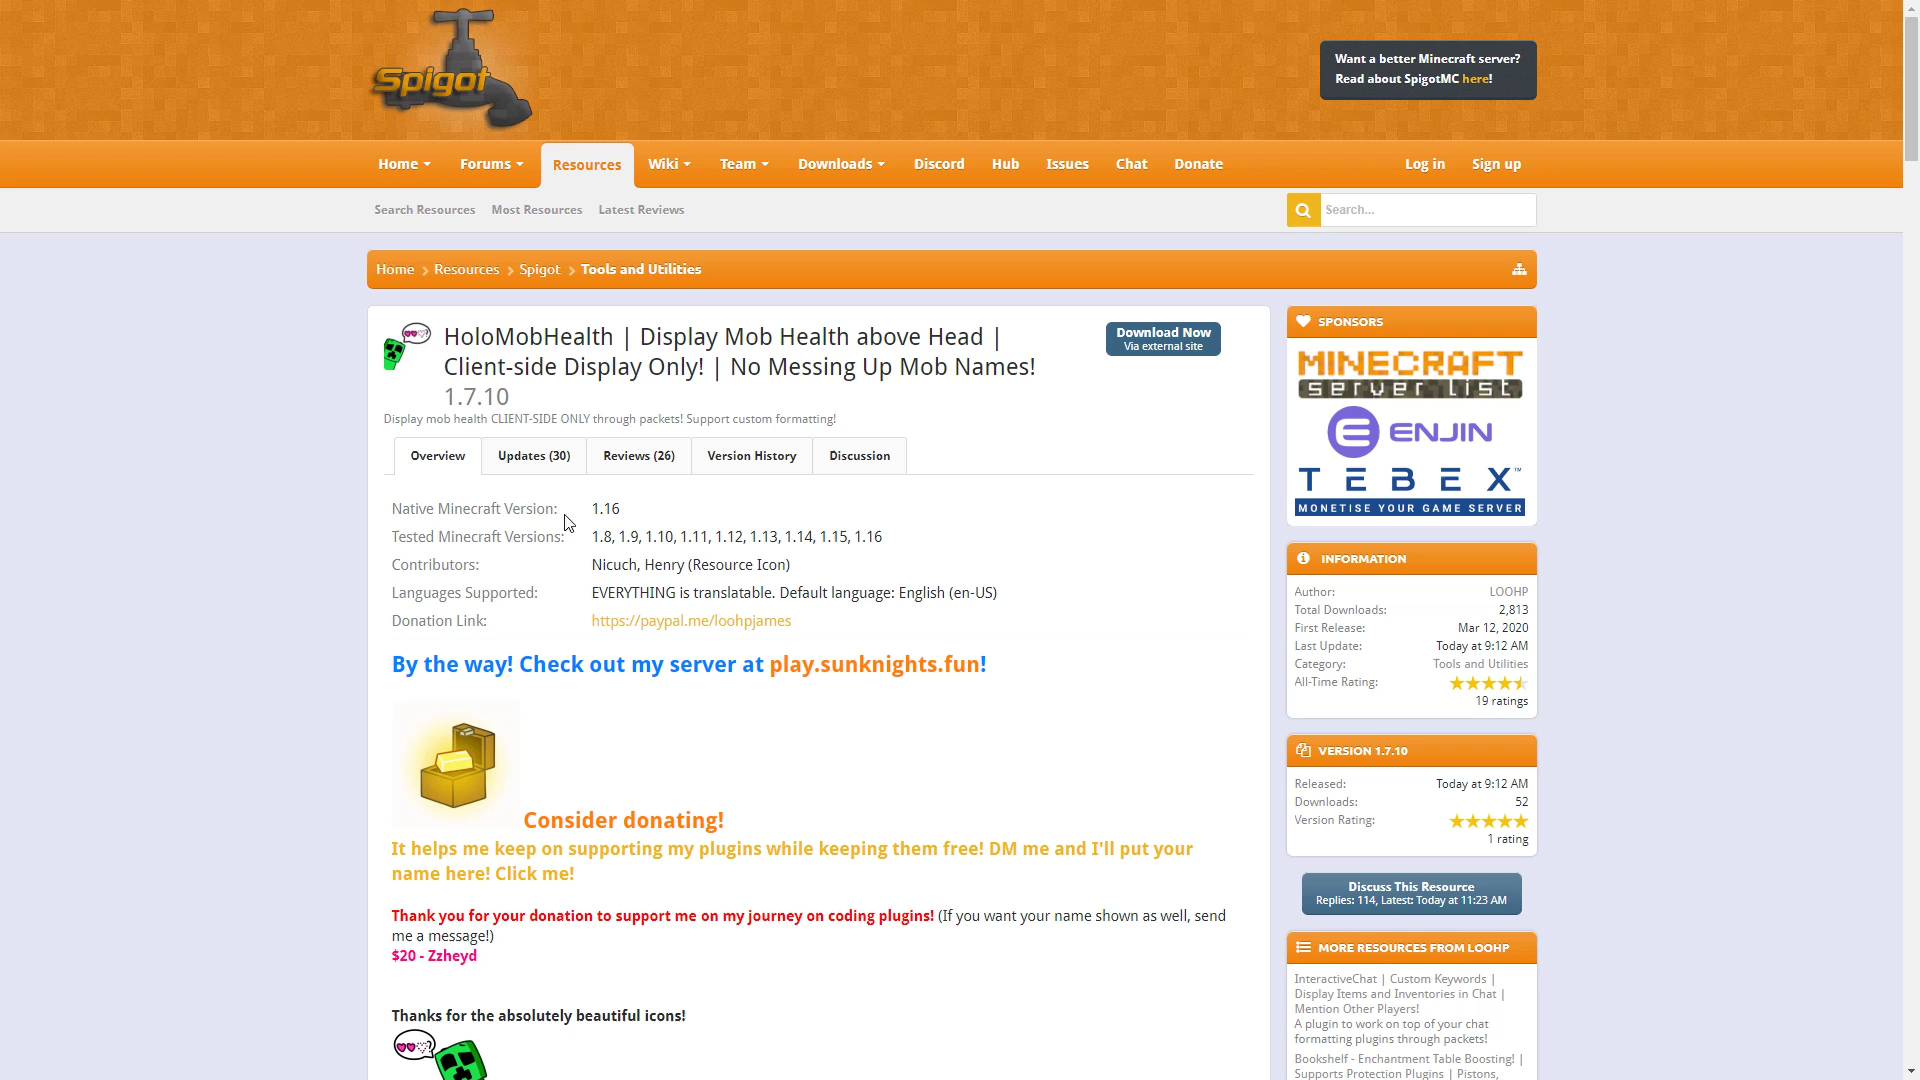 Spigot
Want a better Minecraft server?
Read about SpigotMC here!
Home
Forums
Resources
Wiki
Team
Downloads
Discord
Hub
Issues
Chat
Donate
Log in
Sign up
Search Resources
Most Resources
Latest Reviews
Search...
Home
Resources
Spigot
Tools and Utilities
HoloMobHealth | Display Mob Health above Head |
Client-side Display Only! | No Messing Up Mob Names!
1.7.10
Display mob health CLIENT-SIDE ONLY through packets! Support custom formatting!
Download Now
Via external site
Overview
Updates (30)
Reviews (26)
Version History
Discussion
Native Minecraft Version: 1.16
Tested Minecraft Versions: 1.8, 1.9, 1.10, 1.11, 1.12, 1.13, 1.14, 1.15, 1.16
Contributors: Nicuch, Henry (Resource Icon)
Languages Supported: EVERYTHING is translatable. Default language: English (en-US)
Donation Link: https://paypal.me/loohpjames
By the way! Check out my server at play.sunknights.fun!
Consider donating!
It helps me keep on supporting my plugins while keeping them free! DM me and I'll put your
name here! Click me!
Thank you for your donation to support me on my journey on coding plugins! (If you want your name shown as well, send
me a message!)
$20 - Zzheyd
Thanks for the absolutely beautiful icons!
SPONSORS
MINECRAFT
server list
ENJIN
TEBEX™
MONETISE YOUR GAME SERVER
INFORMATION
Author: LOOHP
Total Downloads: 2,813
First Release: Mar 12, 2020
Last Update: Today at 9:12 AM
Category: Tools and Utilities
All-Time Rating:
19 ratings
VERSION 1.7.10
Released: Today at 9:12 AM
Downloads: 52
Version Rating:
1 rating
Discuss This Resource
Replies: 114, Latest: Today at 11:23 AM
MORE RESOURCES FROM LOOHP
InteractiveChat | Custom Keywords |
Display Items and Inventories in Chat |
Mention Other Players!
A plugin to work on top of your chat
formatting plugins through packets!
Bookshelf - Enchantment Table Boosting! |
Supports Protection Plugins | Pistons,